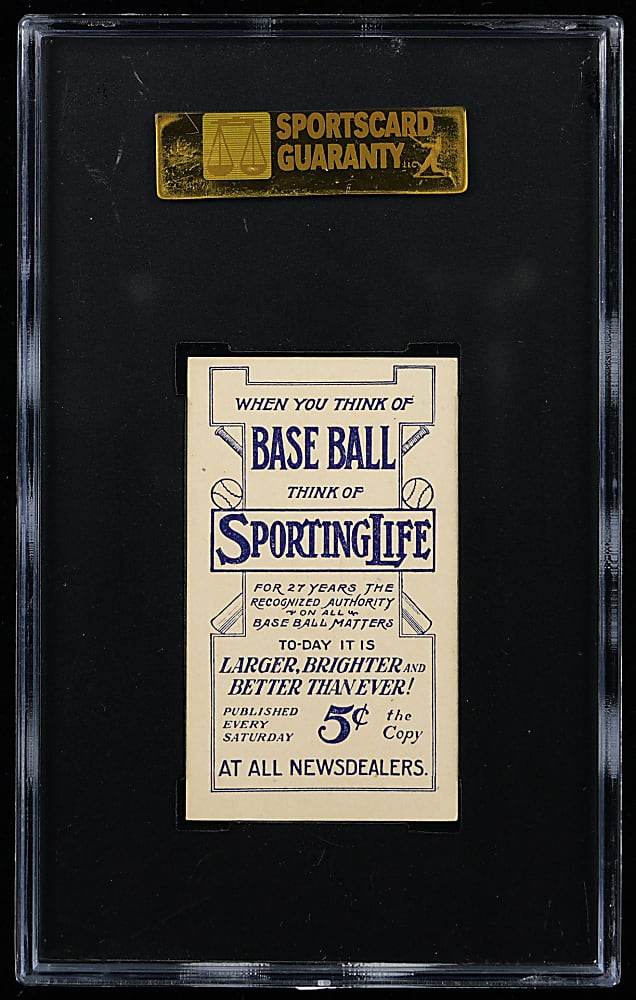 SPORTSCARD
GUARANTY LLC
WHEN YOU THINK OF
BASE BALL
THINK OF
SPORTING LIFE
FOR 27 YEARS THE
RECOGNIZED AUTHORITY
ON ALL
BASE BALL MATTERS
TO-DAY IT IS
LARGER, BRIGHTER AND
BETTER THAN EVER!
PUBLISHED
EVERY
SATURDAY
5¢
the
Copy
AT ALL NEWSDEALERS.